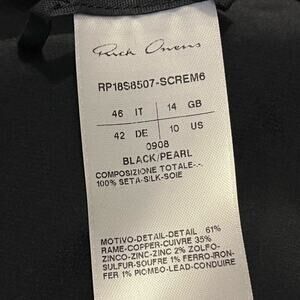 Rick Owens
RP18S8507-SCREM6
46 IT 14 GB
42 DE 10 US
0908
BLACK/PEARL
COMPOSIZIONE TOTALE--
100% SETA-SILK-SOIE
MOTIVO-DETAIL-DETAIL 61%
RAME-COPPER-CUIVRE 35%
ZINCO-ZINC-ZINC 2% ZOLFO-
SULFUR-SOUFRE 1% FERRO-IRON-
FER 1% PIOMBO-LEAD-CONDUIRE